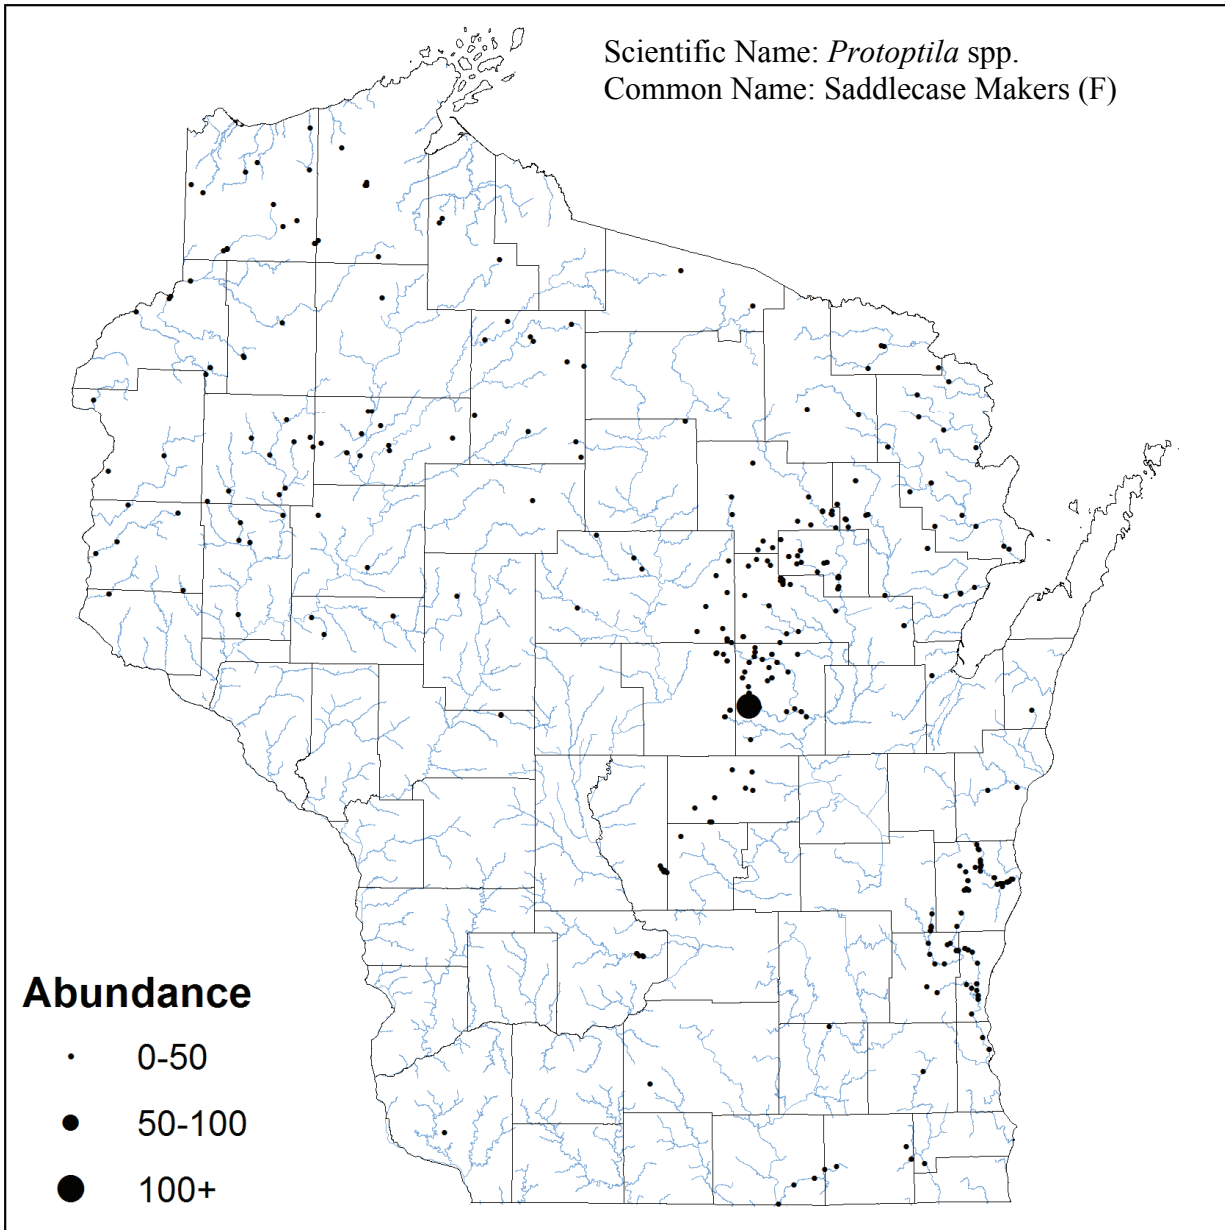 Scientific Name: Protoptila spp.
Common Name: Saddlecase Makers (F)
Abundance
0-50
50-100
100+